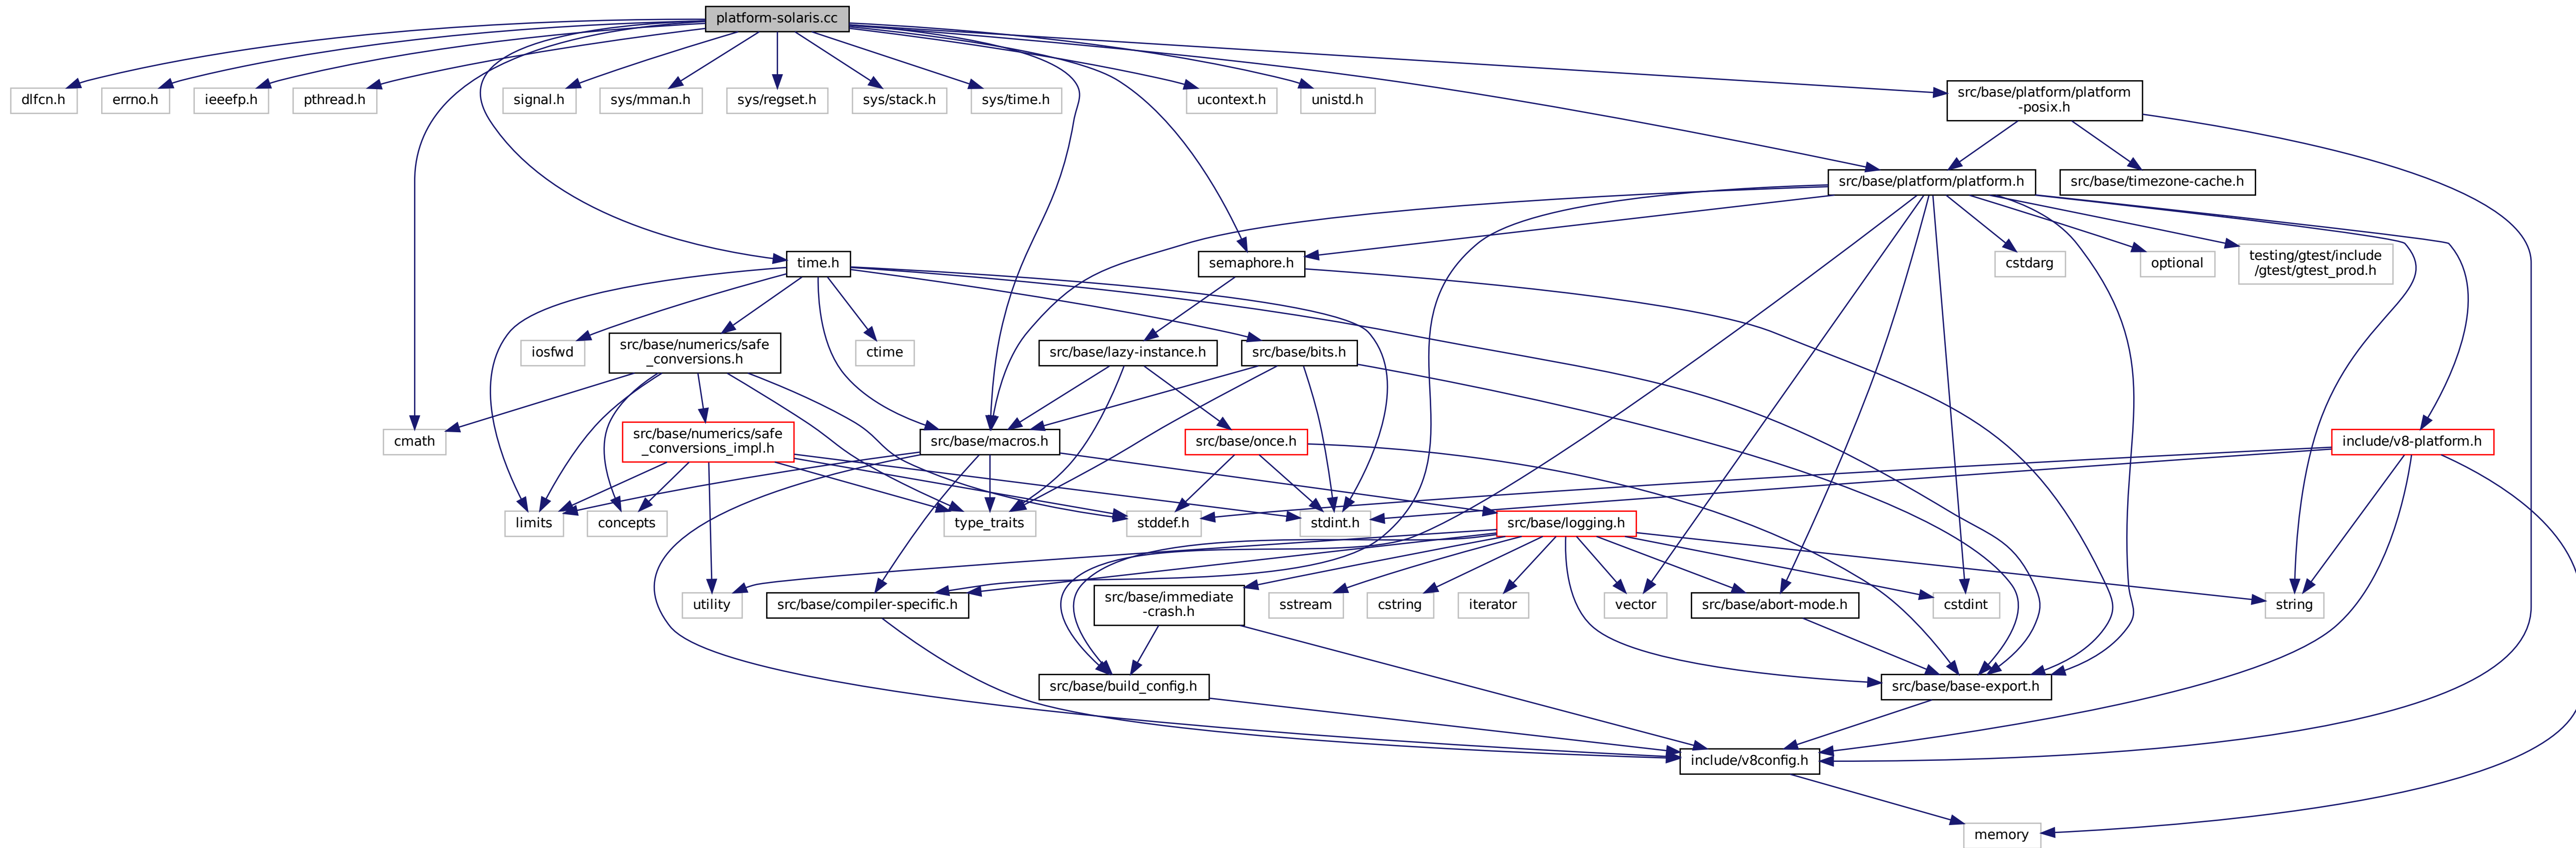 platform-solaris.cc
dlfcn.h
errno.h
ieeefp.h
pthread.h
signal.h
sys/mman.h
sys/regset.h
sys/stack.h
sys/time.h
ucontext.h
unistd.h
src/base/platform/platform
-posix.h
src/base/platform/platform.h
src/base/timezone-cache.h
time.h
semaphore.h
cstdarg
optional
testing/gtest/include
/gtest/gtest_prod.h
iosfwd
src/base/numerics/safe
_conversions.h
ctime
src/base/lazy-instance.h
src/base/bits.h
cmath
src/base/numerics/safe
_conversions_impl.h
src/base/macros.h
src/base/once.h
include/v8-platform.h
limits
concepts
type_traits
stddef.h
stdint.h
src/base/logging.h
utility
src/base/compiler-specific.h
src/base/immediate
-crash.h
sstream
cstring
iterator
vector
src/base/abort-mode.h
cstdint
string
src/base/build_config.h
src/base/base-export.h
include/v8config.h
memory